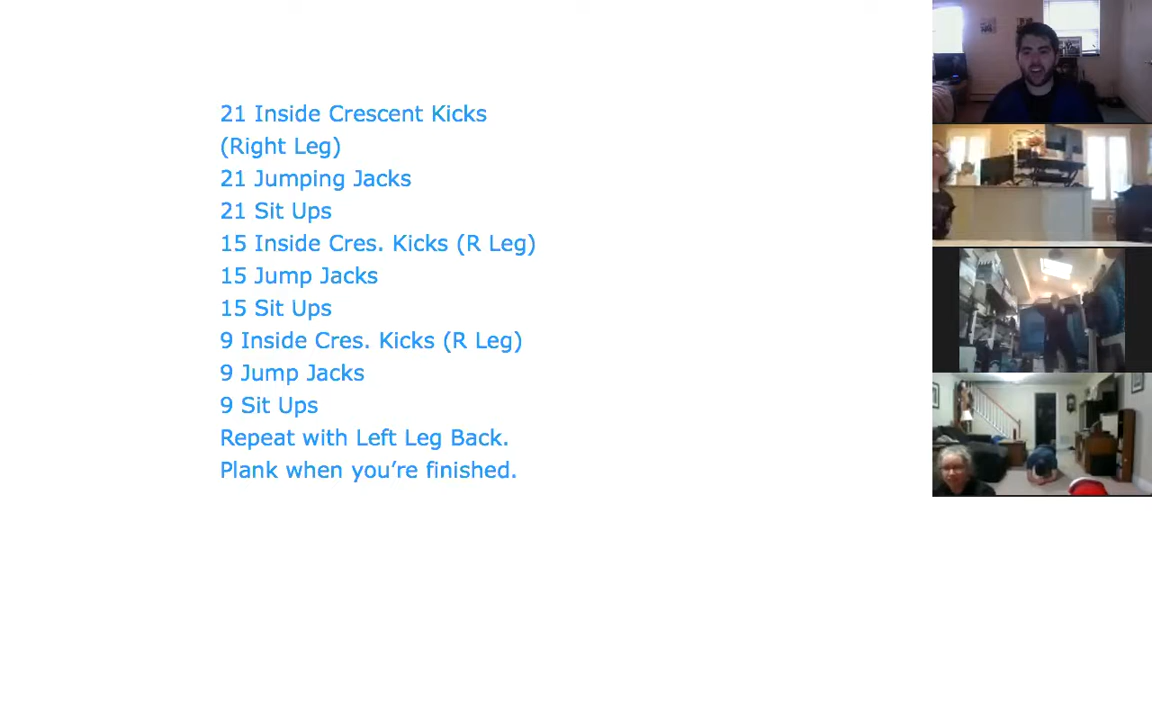 21 Inside Crescent Kicks
(Right Leg)
21 Jumping Jacks
21 Sit Ups
15 Inside Cres. Kicks (R Leg)
15 Jump Jacks
15 Sit Ups
9 Inside Cres. Kicks (R Leg)
9 Jump Jacks
9 Sit Ups
Repeat with Left Leg Back.
Plank when you’re finished.